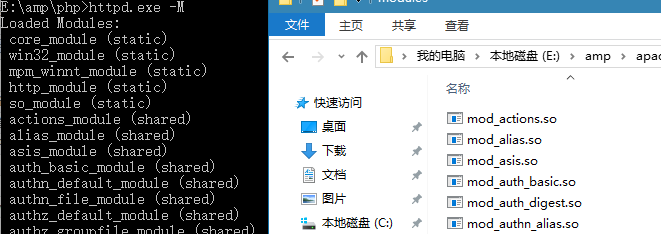 E:\amp\php>httpd.exe -M
Loaded Modules:
core_module (static)
win32_module (static)
mpm_winnt_module (static)
http_module (static)
so_module (static)
actions_module (shared)
alias_module (shared)
asis_module (shared)
auth_basic_module (shared)
authn_default_module (shared)
authn_file_module (shared)
authz_default_module (shared)
authz_groupfile_module (shared)
modules
文件
主页
共享
查看
我的电脑 > 本地磁盘 (E:) > amp > apac
快速访问
桌面
下载
文档
图片
本地磁盘 (C:)
名称
mod_actions.so
mod_alias.so
mod_asis.so
mod_auth_basic.so
mod_auth_digest.so
mod_authn_alias.so